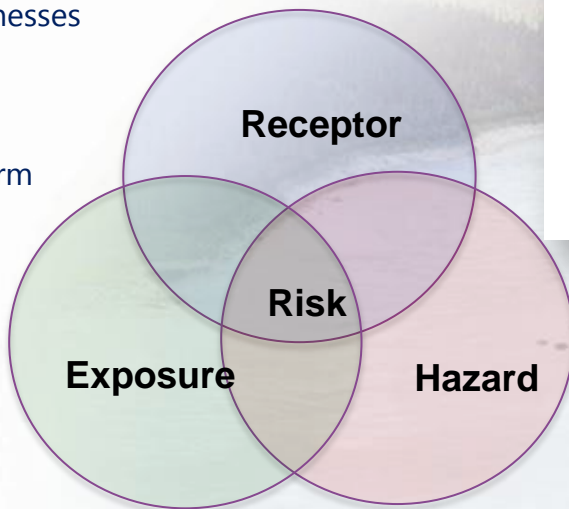 nesses
Receptor
rm
Risk
Exposure
Hazard